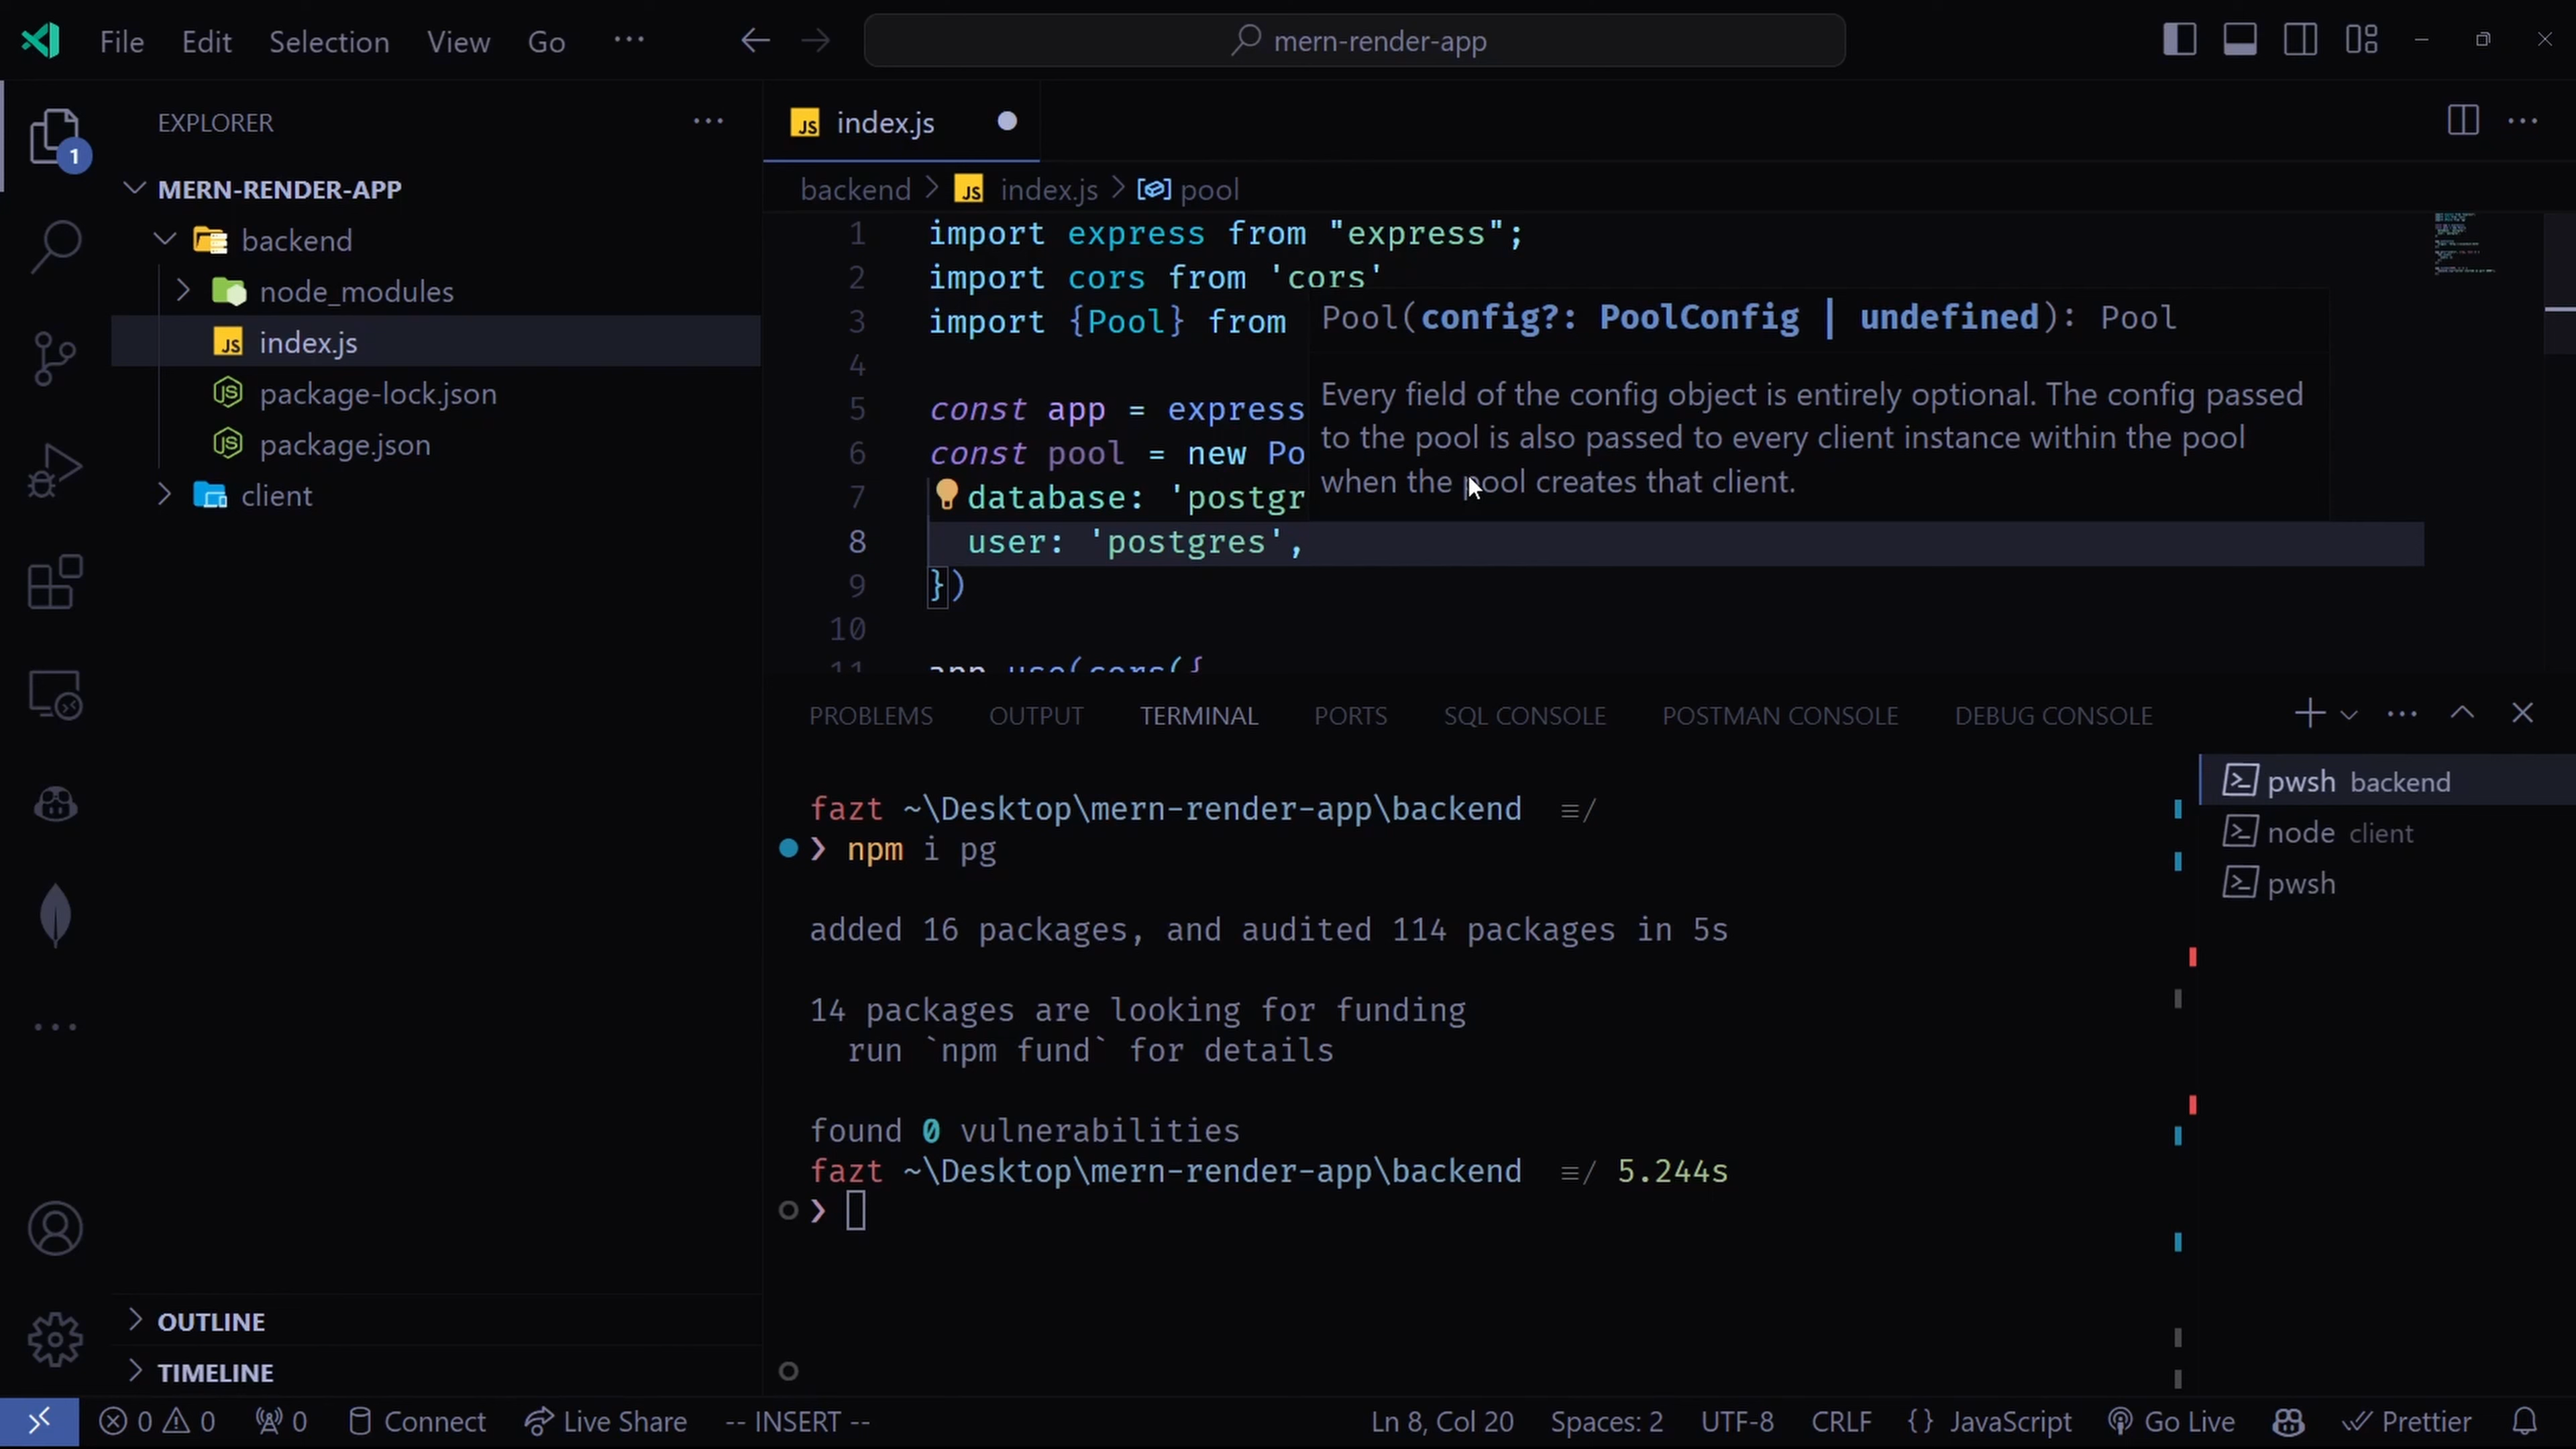 File Edit Selection View Go ··· mern-render-app
EXPLORER
1
MERN-RENDER-APP
backend
node_modules
JS index.js
package-lock.json
package.json
client
OUTLINE
TIMELINE
JS index.js
backend > JS index.js > pool
1 import express from "express";
2 import cors from 'cors'
3 import {Pool} from
4
5 const app = express
6 const pool = new Po
7 database: 'postgr
8 user: 'postgres',
9 })
10
11 app.use(cors({
Pool(config?: PoolConfig | undefined): Pool
Every field of the config object is entirely optional. The config passed
to the pool is also passed to every client instance within the pool
when the pool creates that client.
PROBLEMS OUTPUT TERMINAL PORTS SQL CONSOLE POSTMAN CONSOLE DEBUG CONSOLE
fazt ~\Desktop\mern-render-app\backend ≡/
❯ npm i pg
added 16 packages, and audited 114 packages in 5s
14 packages are looking for funding
run `npm fund` for details
found 0 vulnerabilities
fazt ~\Desktop\mern-render-app\backend ≡/ 5.244s
❯
pwsh backend
node client
pwsh
0 0 0 Connect Live Share -- INSERT -- Ln 8, Col 20 Spaces: 2 UTF-8 CRLF {} JavaScript Go Live Prettier